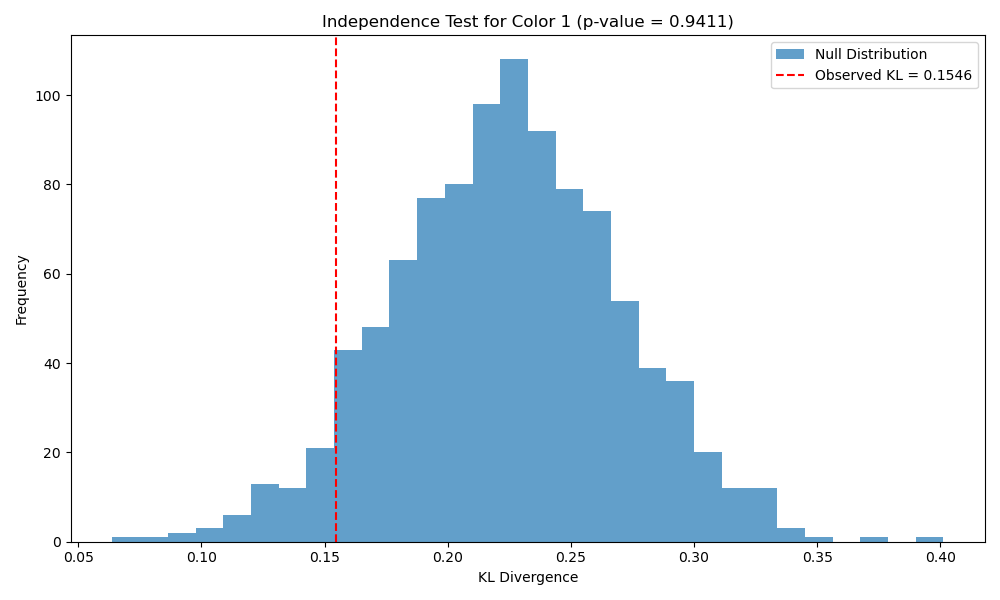 Independence Test for Color 1 (p-value = 0.9411)
Null Distribution
Observed KL = 0.1546
Frequency
100
80
60
40
20
0
0.05 0.10 0.15 0.20 0.25 0.30 0.35 0.40
KL Divergence